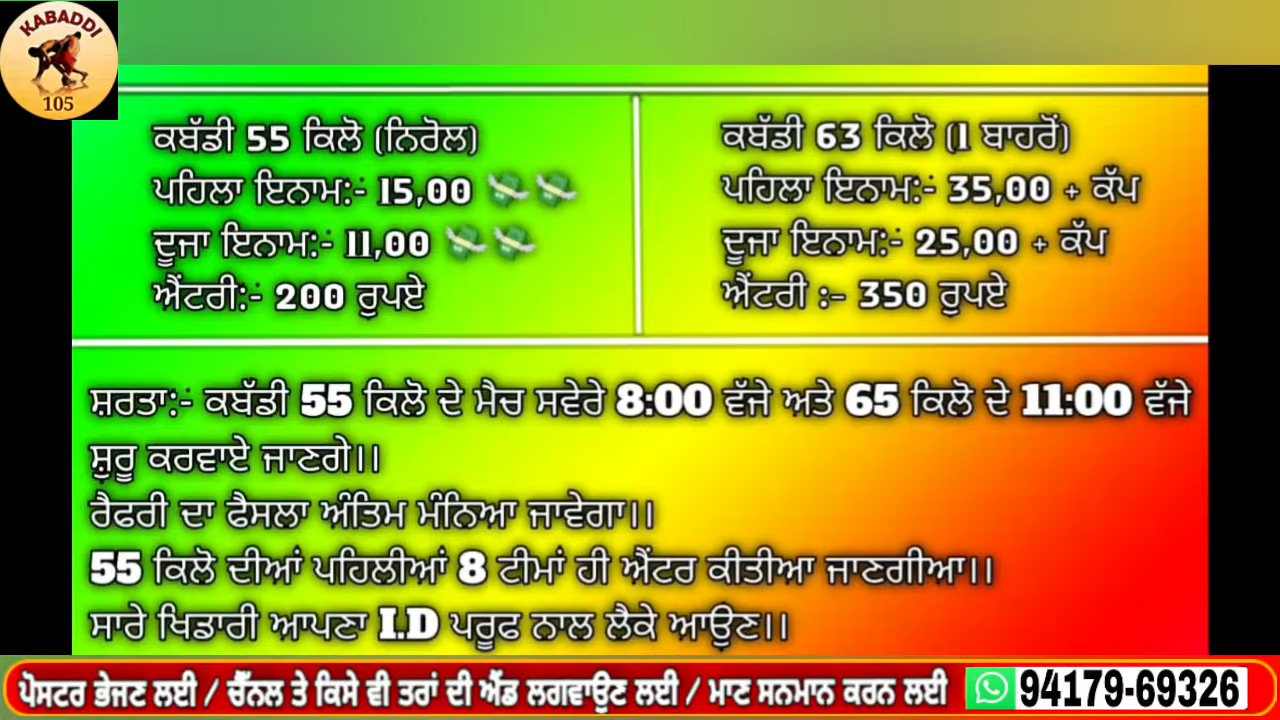 KABADDI
105
ਕਬੱਡੀ 55 ਕਿਲੋ (ਨਿਰੋਲ)
ਪਹਿਲਾ ਇਨਾਮ:- 15,00
ਦੂਜਾ ਇਨਾਮ:- 11,00
ਐਂਟਰੀ:- 200 ਰੁਪਏ
ਕਬੱਡੀ 63 ਕਿਲੋ (1 ਬਾਹਰੋਂ)
ਪਹਿਲਾ ਇਨਾਮ:- 35,00 + ਕੱਪ
ਦੂਜਾ ਇਨਾਮ:- 25,00 + ਕੱਪ
ਐਂਟਰੀ :- 350 ਰੁਪਏ
ਸ਼ਰਤਾ:- ਕਬੱਡੀ 55 ਕਿਲੋ ਦੇ ਮੈਚ ਸਵੇਰੇ 8:00 ਵੱਜੇ ਅਤੇ 65 ਕਿਲੋ ਦੇ 11:00 ਵੱਜੇ
ਸ਼ੁਰੂ ਕਰਵਾਏ ਜਾਣਗੇ।।
ਰੈਫਰੀ ਦਾ ਫੈਸਲਾ ਅੰਤਿਮ ਮੰਨਿਆ ਜਾਵੇਗਾ।।
55 ਕਿਲੋ ਦੀਆਂ ਪਹਿਲੀਆਂ 8 ਟੀਮਾਂ ਹੀ ਐਂਟਰ ਕੀਤੀਆ ਜਾਣਗੀਆ।।
ਸਾਰੇ ਖਿਡਾਰੀ ਆਪਣਾ I.D ਪਰੂਫ ਨਾਲ ਲੈਕੇ ਆਉਣ।।
ਪੋਸਟਰ ਭੇਜਣ ਲਈ / ਚੈੱਨਲ ਤੇ ਕਿਸੇ ਵੀ ਤਰਾਂ ਦੀ ਐਂਡ ਲਗਵਾਉਣ ਲਈ / ਮਾਣ ਸਨਮਾਨ ਕਰਨ ਲਈ 94179-69326